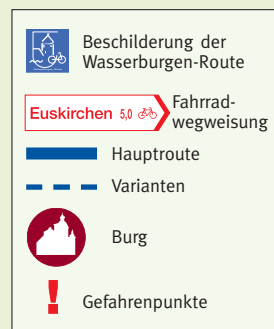 Beschilderung der
Wasserburgen-Route
Euskirchen 5,0
Fahrrad-
wegweisung
Hauptroute
Varianten
Burg
Gefahrenpunkte